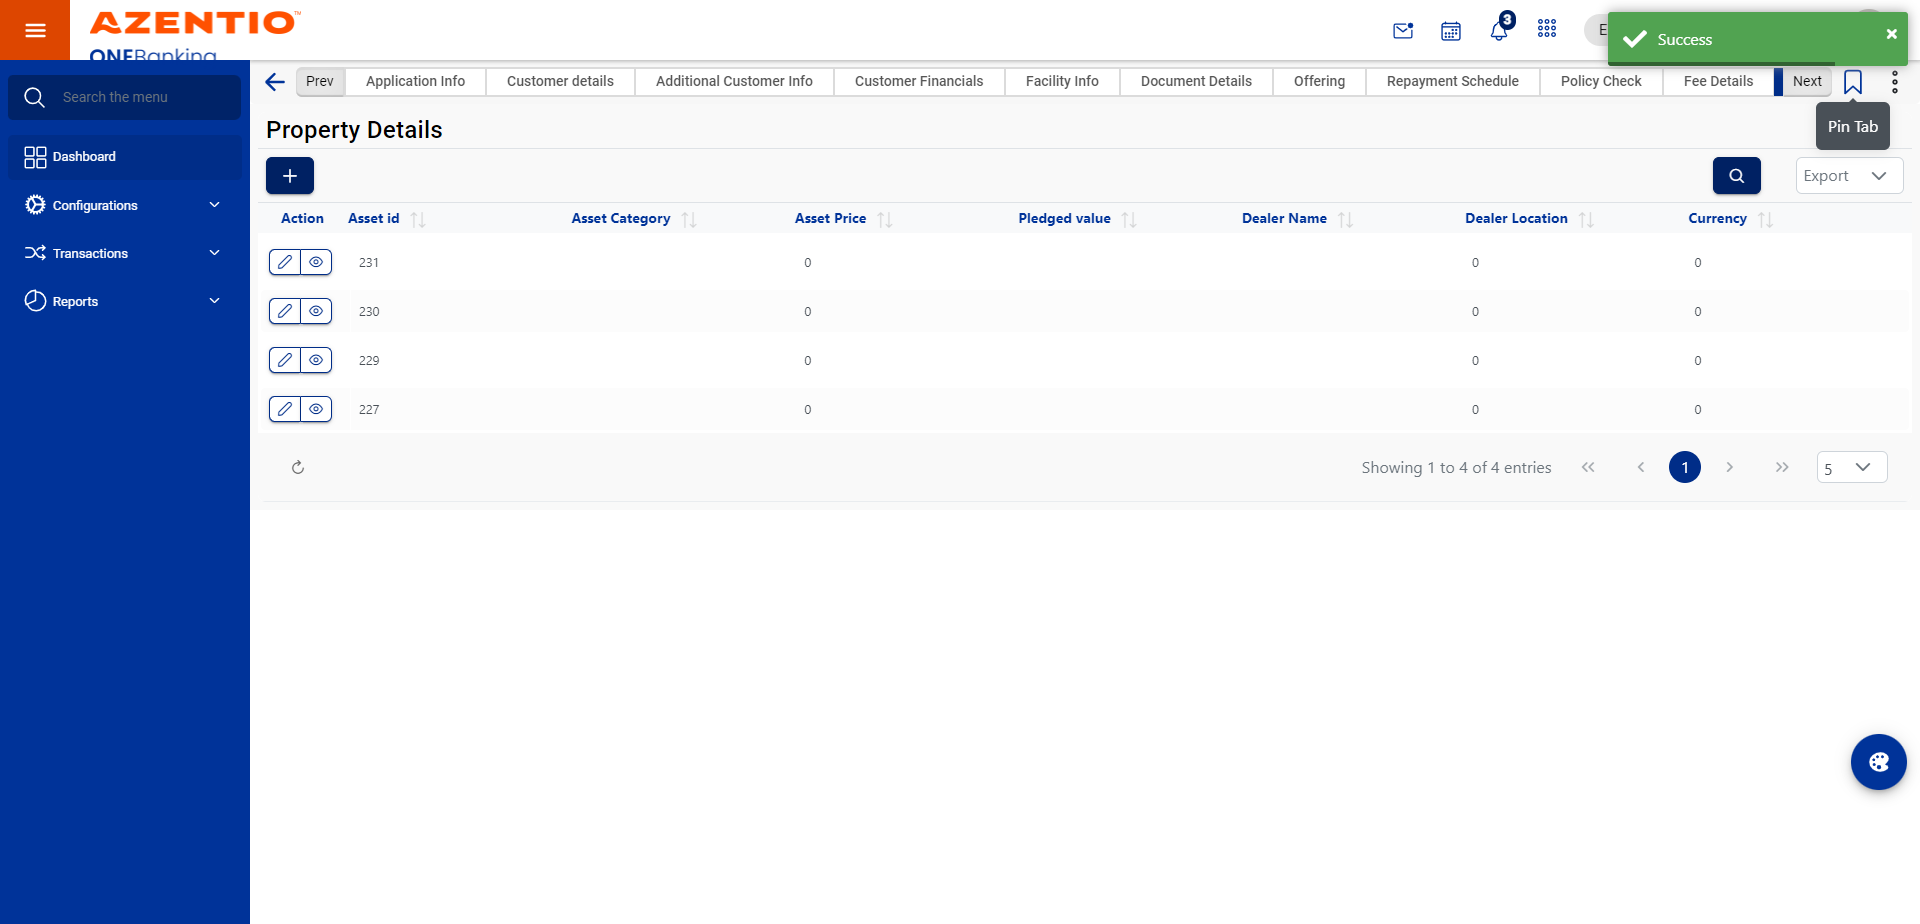 AZENTIO™
ONEBanking
3
E
Success
Search the menu
Dashboard
Configurations
Transactions
Reports
Prev
Application Info
Customer details
Additional Customer Info
Customer Financials
Facility Info
Document Details
Offering
Repayment Schedule
Policy Check
Fee Details
Next
Pin Tab
Property Details
Export
Action Asset id Asset Category Asset Price Pledged value Dealer Name Dealer Location Currency
231 0 0 0
230 0 0 0
229 0 0 0
227 0 0 0
Showing 1 to 4 of 4 entries
1
5